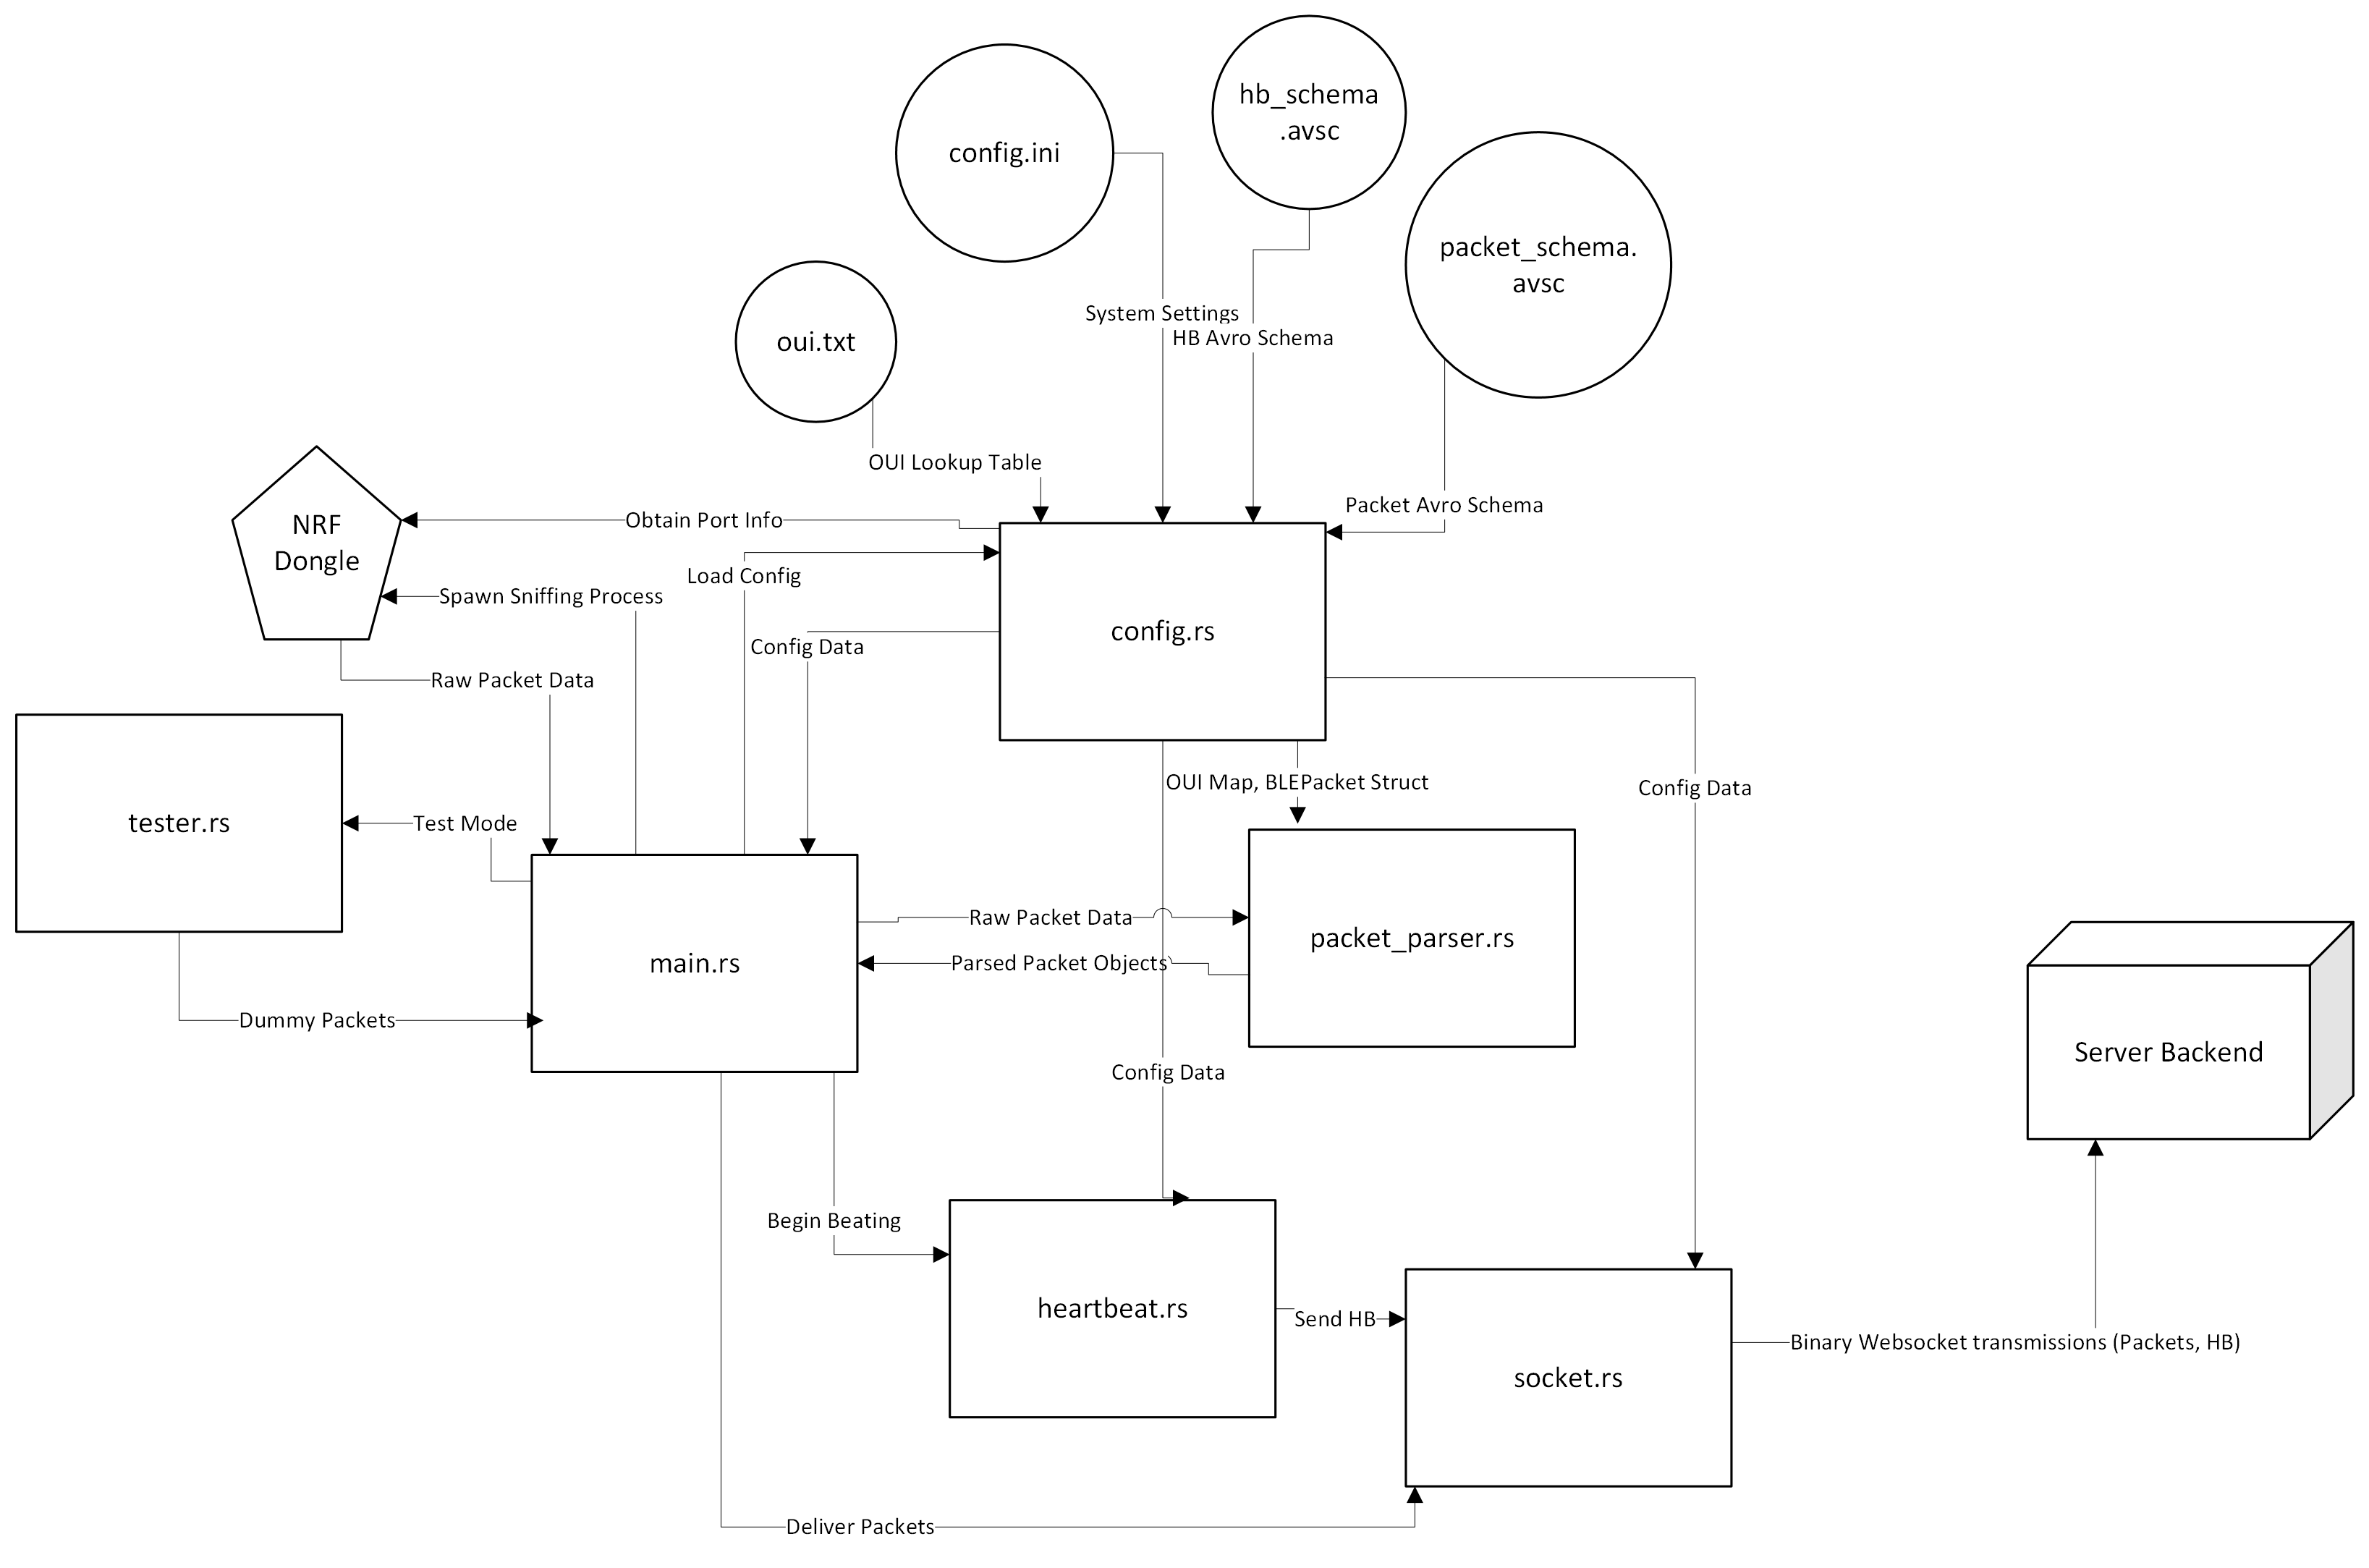 hb_schema
.avsc
config.ini
packet_schema.
avsc
System Settings
HB Avro Schema
oui.txt
OUI Lookup Table
Packet Avro Schema
NRF
Dongle
Obtain Port Info
Load Config
Spawn Sniffing Process
config.rs
Config Data
Raw Packet Data
OUI Map, BLEPacket Struct
Config Data
tester.rs
Test Mode
Raw Packet Data
packet_parser.rs
main.rs
Parsed Packet Objects
Dummy Packets
Server Backend
Config Data
Begin Beating
heartbeat.rs
Send HB
Binary Websocket transmissions (Packets, HB)
socket.rs
Deliver Packets